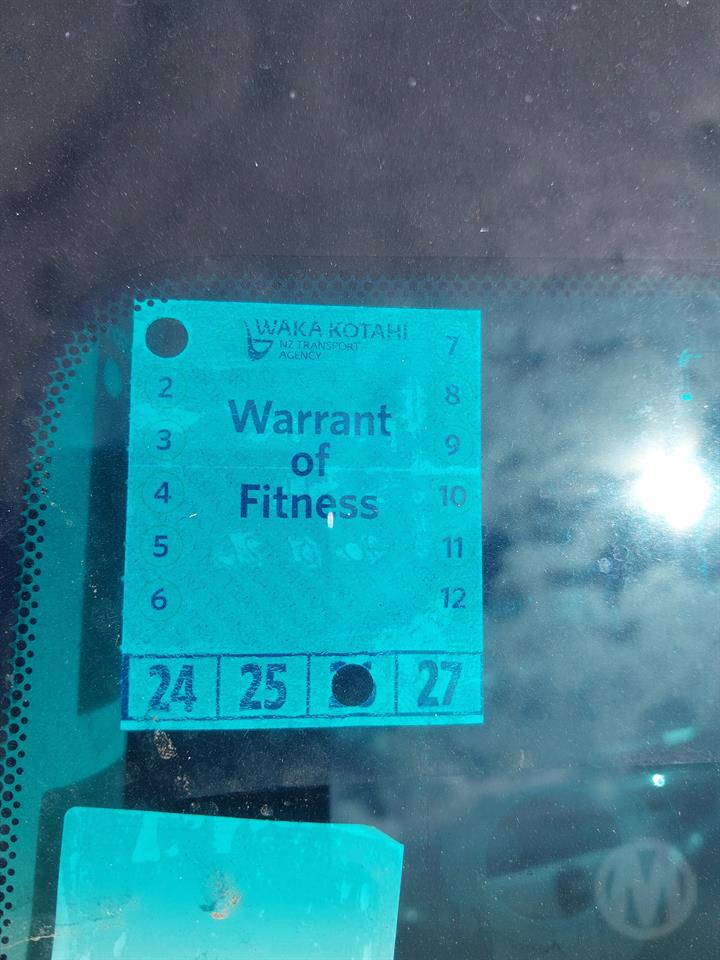 WAKA KOTAHI
NZ TRANSPORT
AGENCY
7
2
8
3
9
4
10
5
11
6
12
Warrant
of
Fitness
24 25 27
M